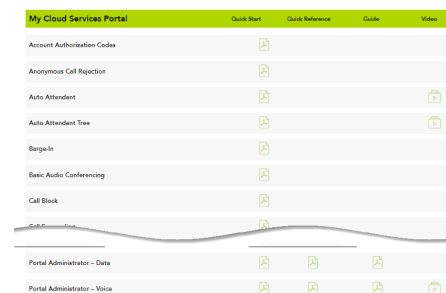 My Cloud Services Portal Quick Start Quick Reference Guide Video
Account Authorization Codes
Anonymous Call Rejection
Auto Attendant
Auto Attendant Tree
Barge-In
Basic Audio Conferencing
Call Block
Portal Administrator – Data
Portal Administrator – Voice